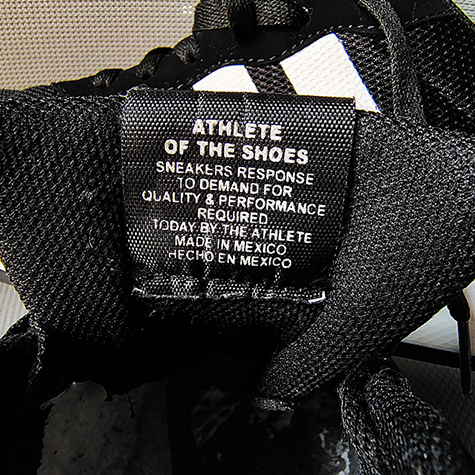 ATHLETE
OF THE SHOES
SNEAKERS RESPONSE
TO DEMAND FOR
QUALITY & PERFORMANCE
REQUIRED
TODAY BY THE ATHLETE
MADE IN MEXICO
HECHO EN MEXICO